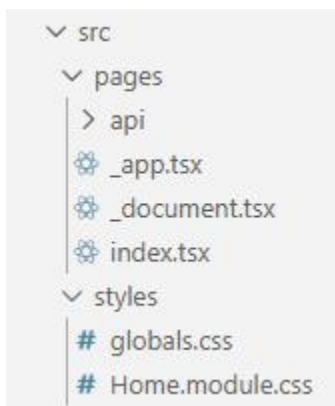 src
pages
api
_app.tsx
_document.tsx
index.tsx
styles
# globals.css
# Home.module.css